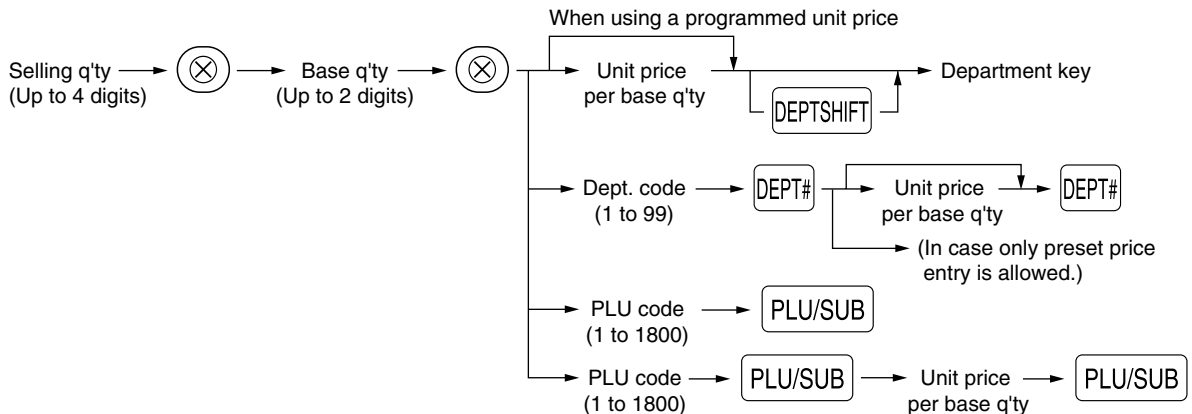 When using a programmed unit price
Selling q'ty
(Up to 4 digits)
Base q'ty
(Up to 2 digits)
Unit price
per base q'ty
DEPTSHIFT
Department key
Dept. code
(1 to 99)
DEPT#
Unit price
per base q'ty
DEPT#
(In case only preset price
entry is allowed.)
PLU code
(1 to 1800)
PLU/SUB
PLU code
(1 to 1800)
PLU/SUB
Unit price
per base q'ty
PLU/SUB